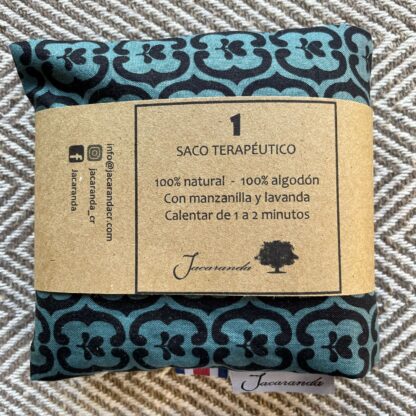 1
SACO TERAPÉUTICO
100% natural - 100% algodón
Con manzanilla y lavanda
Calentar de 1 a 2 minutos
Jacaranda
info@jacarandacr.com
jacaranda_cr
Jacaranda
Jacaranda